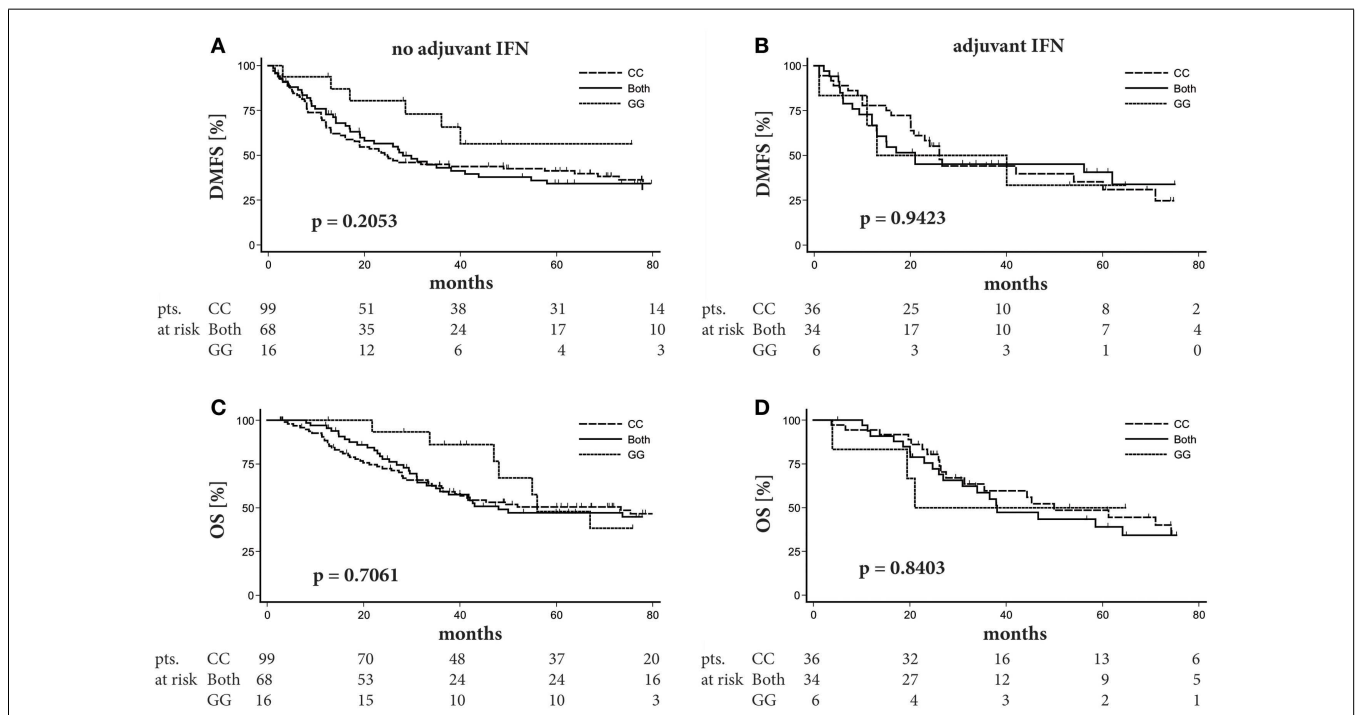 A
no adjuvant IFN
100
75
50
25
0
DMFS [%]
CC
Both
GG
p = 0.2053
0 20 40 60 80
months
pts. CC 99 51 38 31 14
at risk Both 68 35 24 17 10
GG 16 12 6 4 3
B
adjuvant IFN
100
75
50
25
0
DMFS [%]
CC
Both
GG
p = 0.9423
0 20 40 60 80
months
pts. CC 36 25 10 8 2
at risk Both 34 17 10 7 4
GG 6 3 3 1 0
C
100
75
50
25
0
OS [%]
CC
Both
GG
p = 0.7061
0 20 40 60 80
months
pts. CC 99 70 48 37 20
at risk Both 68 53 24 24 16
GG 16 15 10 10 3
D
100
75
50
25
0
OS [%]
CC
Both
GG
p = 0.8403
0 20 40 60 80
months
pts. CC 36 32 16 13 6
at risk Both 34 27 12 9 5
GG 6 4 3 2 1